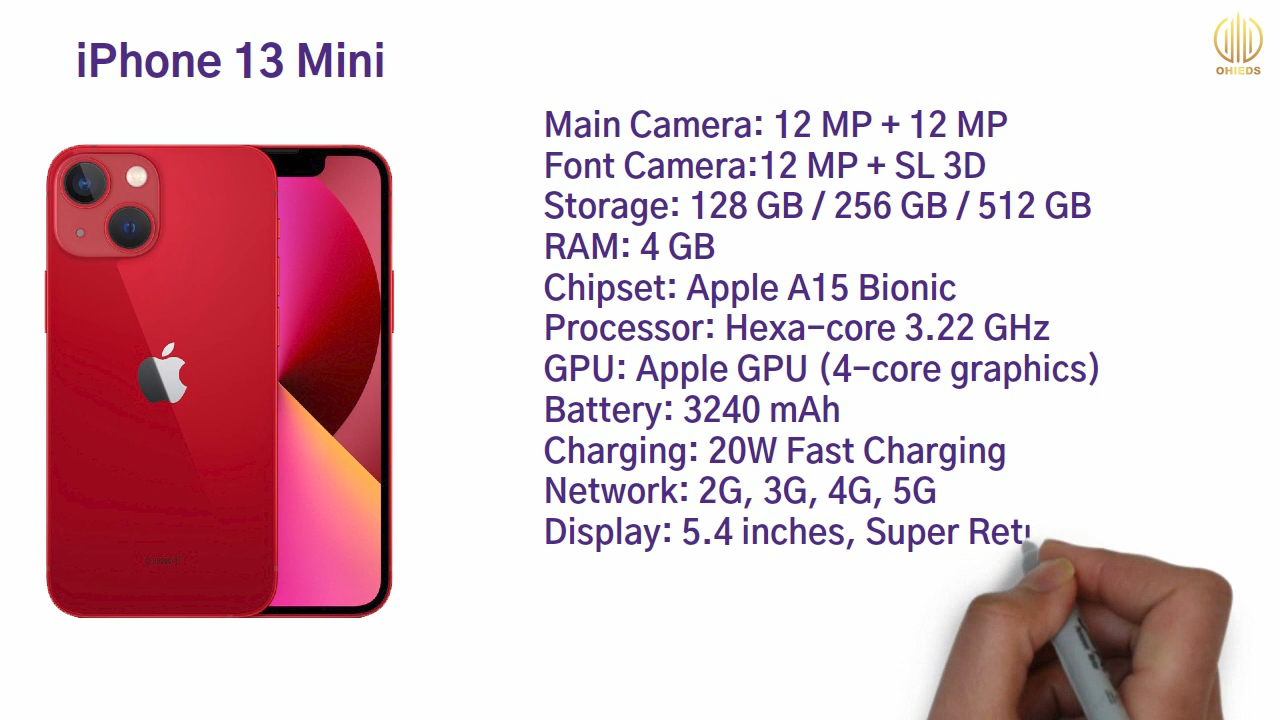 iPhone 13 Mini
OHIEDS
Main Camera: 12 MP + 12 MP
Font Camera:12 MP + SL 3D
Storage: 128 GB / 256 GB / 512 GB
RAM: 4 GB
Chipset: Apple A15 Bionic
Processor: Hexa-core 3.22 GHz
GPU: Apple GPU (4-core graphics)
Battery: 3240 mAh
Charging: 20W Fast Charging
Network: 2G, 3G, 4G, 5G
Display: 5.4 inches, Super Ret